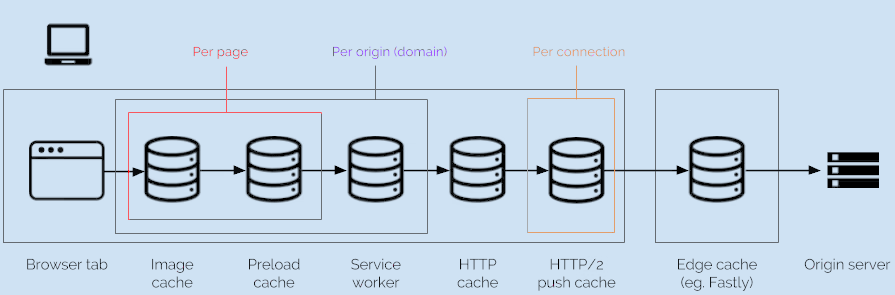 Per page
Per origin (domain)
Per connection
Browser tab
Image
cache
Preload
cache
Service
worker
HTTP
cache
HTTP/2
push cache
Edge cache
(eg. Fastly)
Origin server